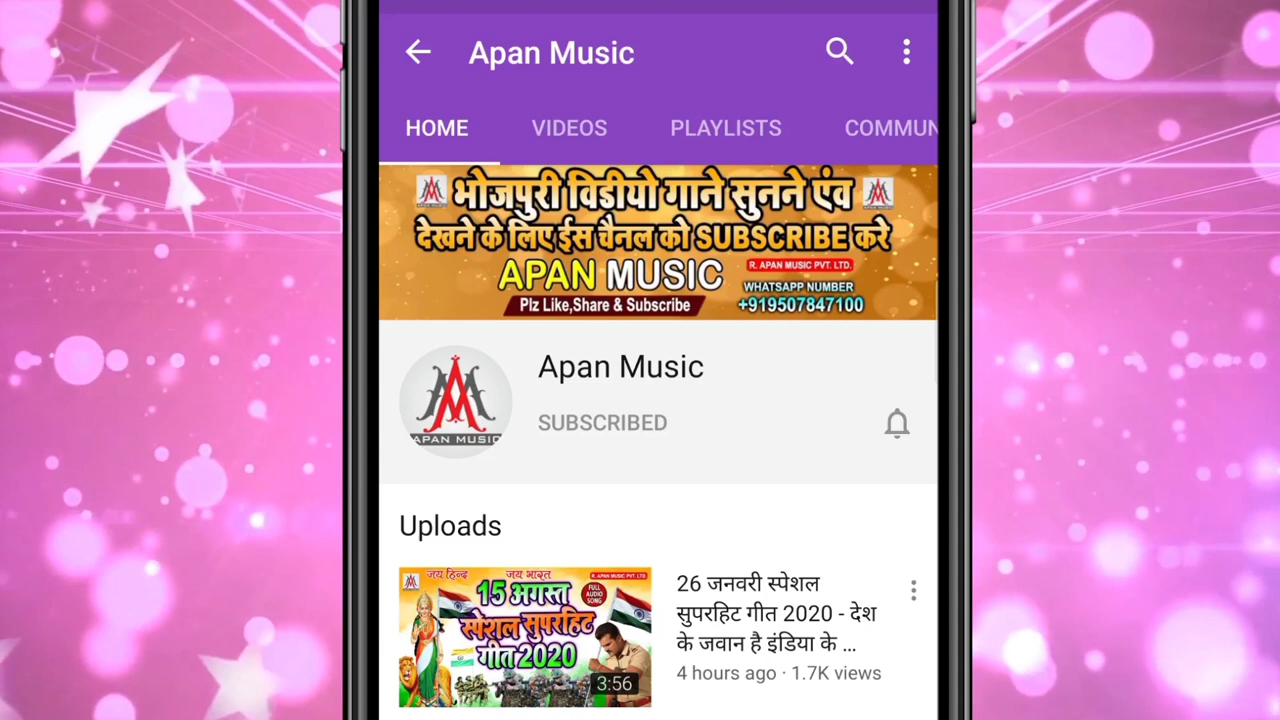 Apan Music
HOME VIDEOS PLAYLISTS COMMUN
भोजपुरी विडीयो गाने सुनने एंव
देखने के लिए ईस चैनल को SUBSCRIBE करे
APAN MUSIC
R. APAN MUSIC PVT. LTD.
WHATSAPP NUMBER
+919507847100
Plz Like,Share & Subscribe
APAN MUSIC
Apan Music
SUBSCRIBED
Uploads
जय हिन्द जय भारत
R. APAN MUSIC PVT. LTD
15 अगस्त
FULL
AUDIO
SONG
स्पेशल सुपरहिट
गीत 2020
3:56
26 जनवरी स्पेशल
सुपरहिट गीत 2020 - देश
के जवान है इंडिया के ...
4 hours ago · 1.7K views